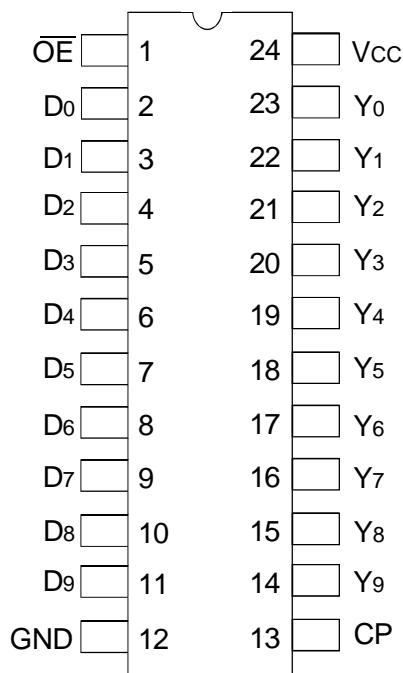 O̅E̅ 1 24 VCC
D0 2 23 Y0
D1 3 22 Y1
D2 4 21 Y2
D3 5 20 Y3
D4 6 19 Y4
D5 7 18 Y5
D6 8 17 Y6
D7 9 16 Y7
D8 10 15 Y8
D9 11 14 Y9
GND 12 13 CP